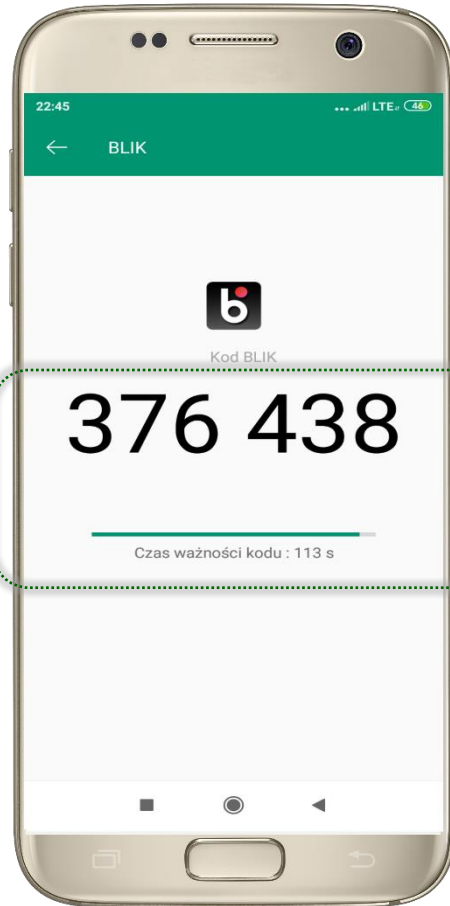 22:45
LTE 46
BLIK
b
Kod BLIK
376 438
Czas ważności kodu : 113 s